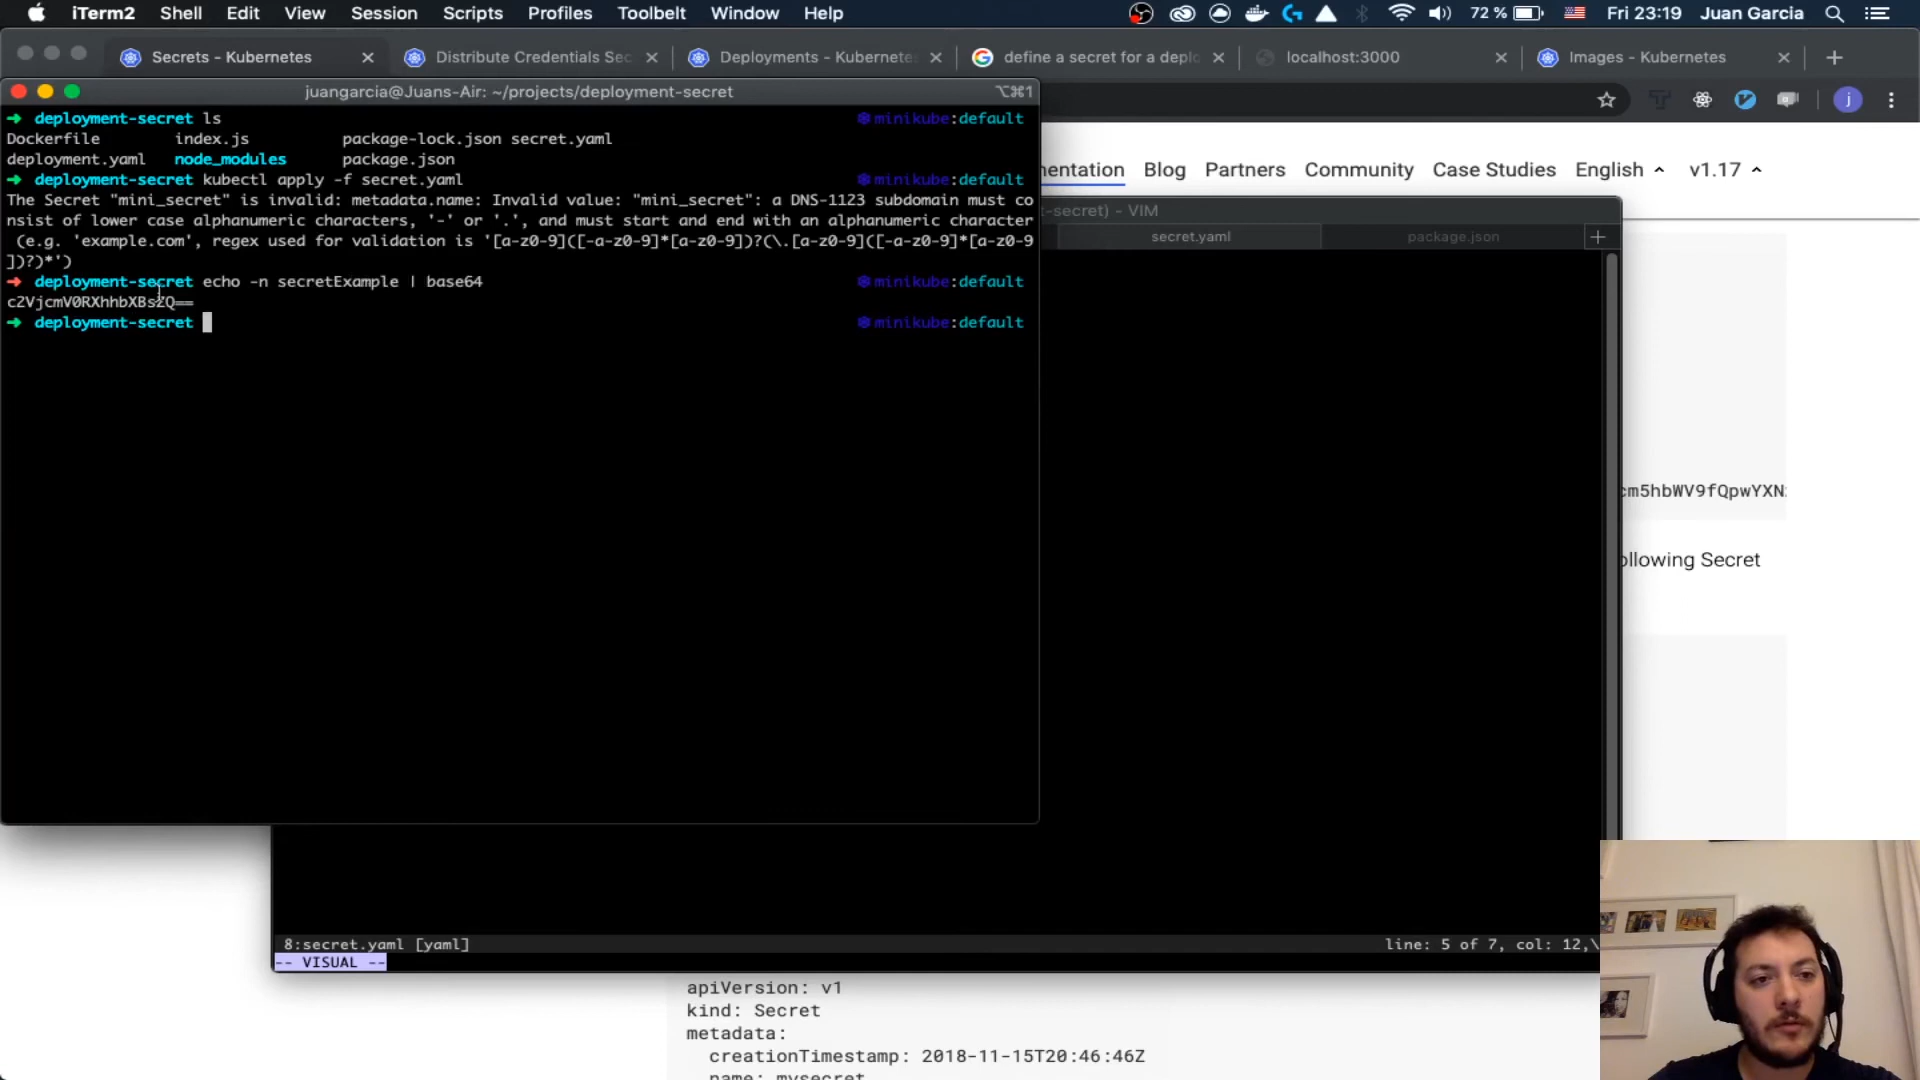 iTerm2 Shell Edit View Session Scripts Profiles Toolbelt Window Help 72 % Fri 23:19 Juan Garcia
Secrets - Kubernetes Distribute Credentials Sec Deployments - Kubernete define a secret for a deplo localhost:3000 Images - Kubernetes
juangarcia@Juans-Air: ~/projects/deployment-secret ⌥⌘1
➜ deployment-secret ls minikube:default
Dockerfile index.js package-lock.json secret.yaml
deployment.yaml node_modules package.json
➜ deployment-secret kubectl apply -f secret.yaml minikube:default
The Secret "mini_secret" is invalid: metadata.name: Invalid value: "mini_secret": a DNS-1123 subdomain must co
nsist of lower case alphanumeric characters, '-' or '.', and must start and end with an alphanumeric character
(e.g. 'example.com', regex used for validation is '[a-z0-9]([-a-z0-9]*[a-z0-9])?(\.[a-z0-9]([-a-z0-9]*[a-z0-9
])?)*')
➜ deployment-secret echo -n secretExample | base64 minikube:default
c2VjcmV0RXhhbXBsZQ==
➜ deployment-secret minikube:default
mentation Blog Partners Community Case Studies English v1.17
t-secret) - VIM
secret.yaml package.json
cm5hbWV9fQpwYXN
ollowing Secret
8:secret.yaml [yaml] line: 5 of 7, col: 12,
-- VISUAL --
apiVersion: v1
kind: Secret
metadata:
creationTimestamp: 2018-11-15T20:46:46Z
name: mysecret